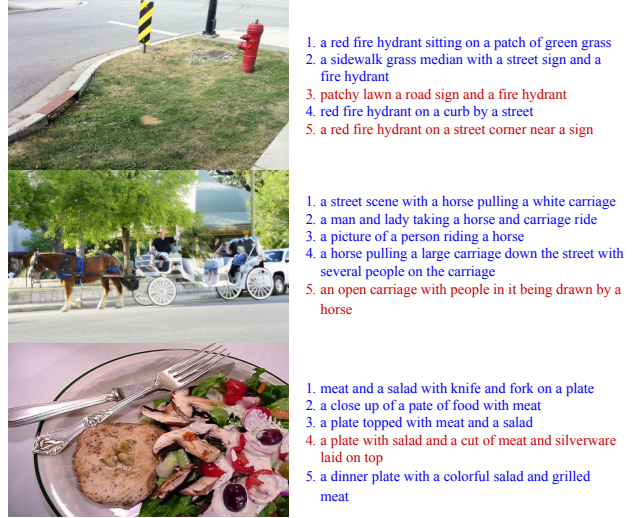 1. a red fire hydrant sitting on a patch of green grass
2. a sidewalk grass median with a street sign and a
fire hydrant
3. patchy lawn a road sign and a fire hydrant
4. red fire hydrant on a curb by a street
5. a red fire hydrant on a street corner near a sign
1. a street scene with a horse pulling a white carriage
2. a man and lady taking a horse and carriage ride
3. a picture of a person riding a horse
4. a horse pulling a large carriage down the street with
several people on the carriage
5. an open carriage with people in it being drawn by a
horse
1. meat and a salad with knife and fork on a plate
2. a close up of a pate of food with meat
3. a plate topped with meat and a salad
4. a plate with salad and a cut of meat and silverware
laid on top
5. a dinner plate with a colorful salad and grilled
meat